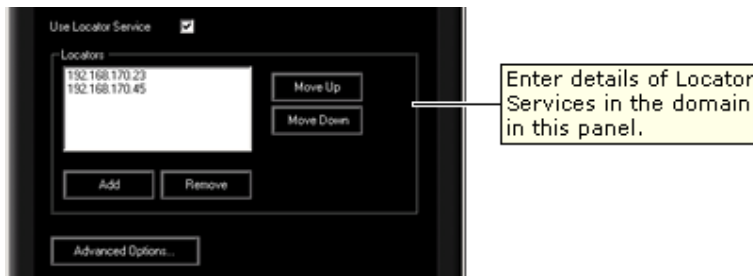 Use Locator Service
Locators
192.168.170.23
192.168.170.45
Move Up
Move Down
Add
Remove
Advanced Options...
Enter details of Locator
Services in the domain
in this panel.